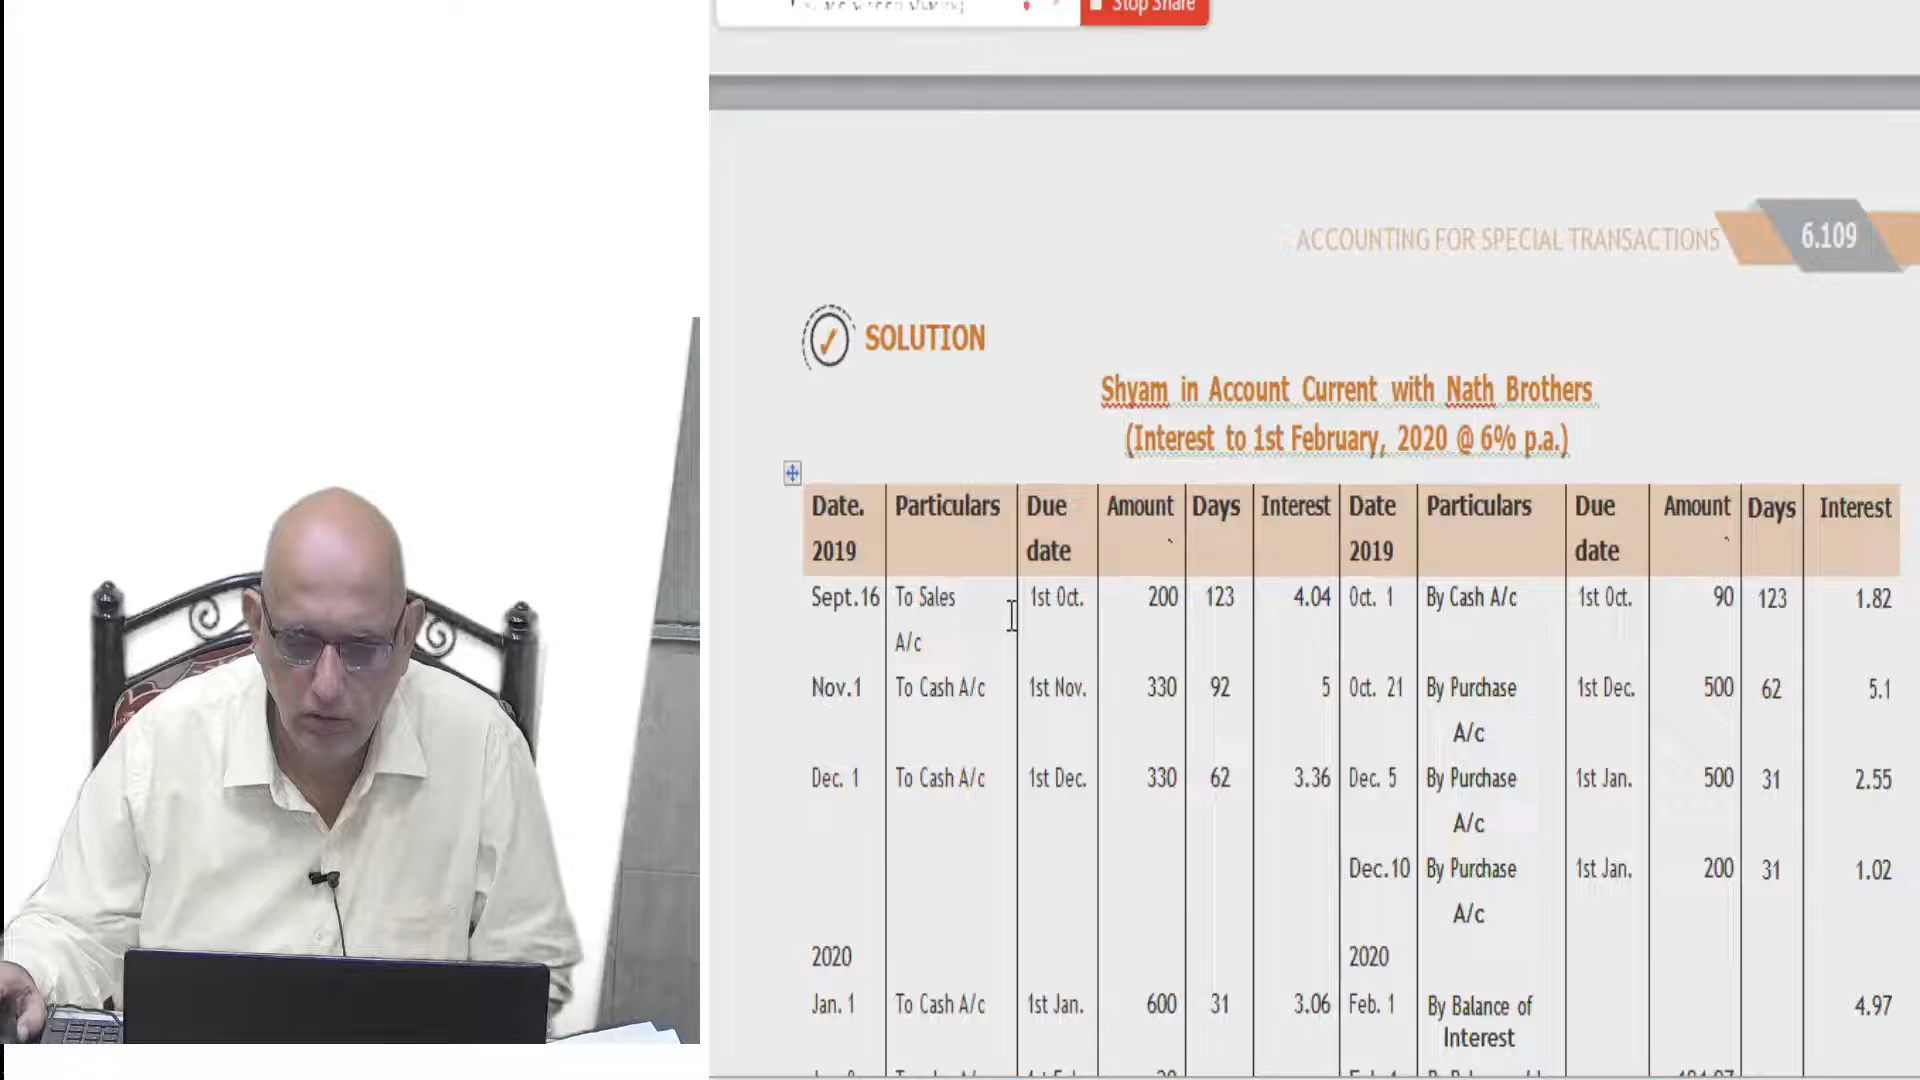 Stop Share
ACCOUNTING FOR SPECIAL TRANSACTIONS 6.109
SOLUTION
Shyam in Account Current with Nath Brothers
(Interest to 1st February, 2020 @ 6% p.a.)
Date. Particulars Due Amount Days Interest Date Particulars Due Amount Days Interest
2019 date 2019 date
Sept.16 To Sales 1st Oct. 200 123 4.04 Oct. 1 By Cash A/c 1st Oct. 90 123 1.82
A/c
Nov.1 To Cash A/c 1st Nov. 330 92 5 Oct. 21 By Purchase 1st Dec. 500 62 5.1
A/c
Dec. 1 To Cash A/c 1st Dec. 330 62 3.36 Dec. 5 By Purchase 1st Jan. 500 31 2.55
A/c
Dec.10 By Purchase 1st Jan. 200 31 1.02
A/c
2020 2020
Jan. 1 To Cash A/c 1st Jan. 600 31 3.06 Feb. 1 By Balance of 4.97
Interest